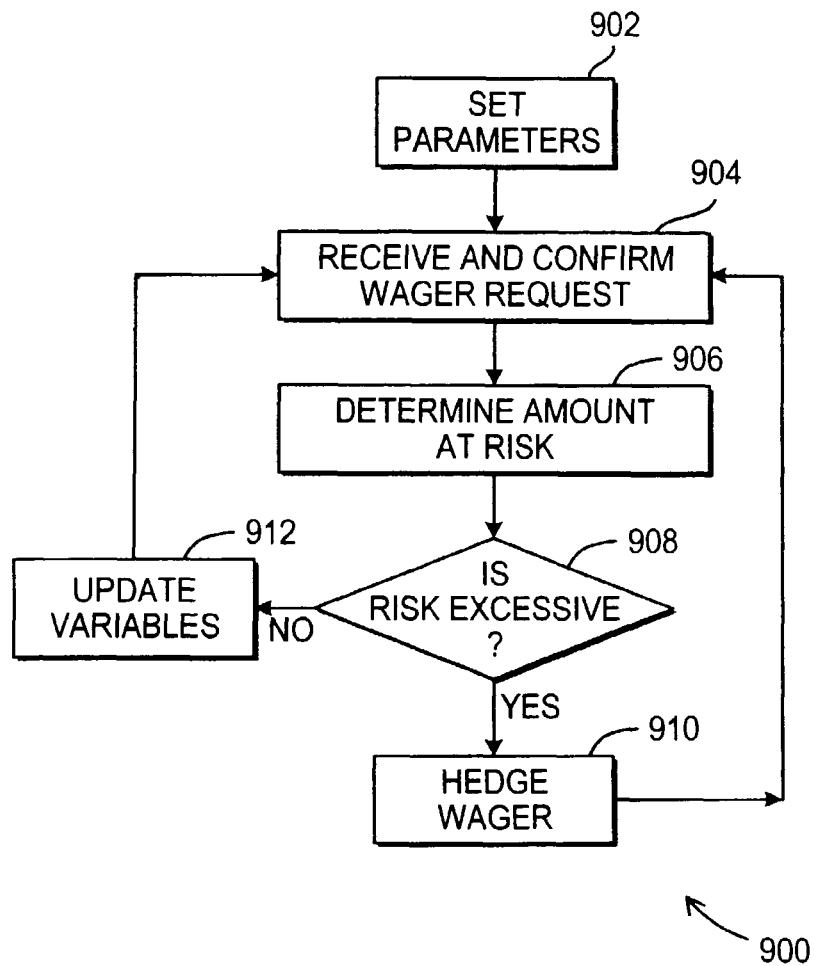 902
SET
PARAMETERS
904
RECEIVE AND CONFIRM
WAGER REQUEST
906
DETERMINE AMOUNT
AT RISK
908
IS
RISK EXCESSIVE
?
912
UPDATE
VARIABLES
NO
YES
910
HEDGE
WAGER
900